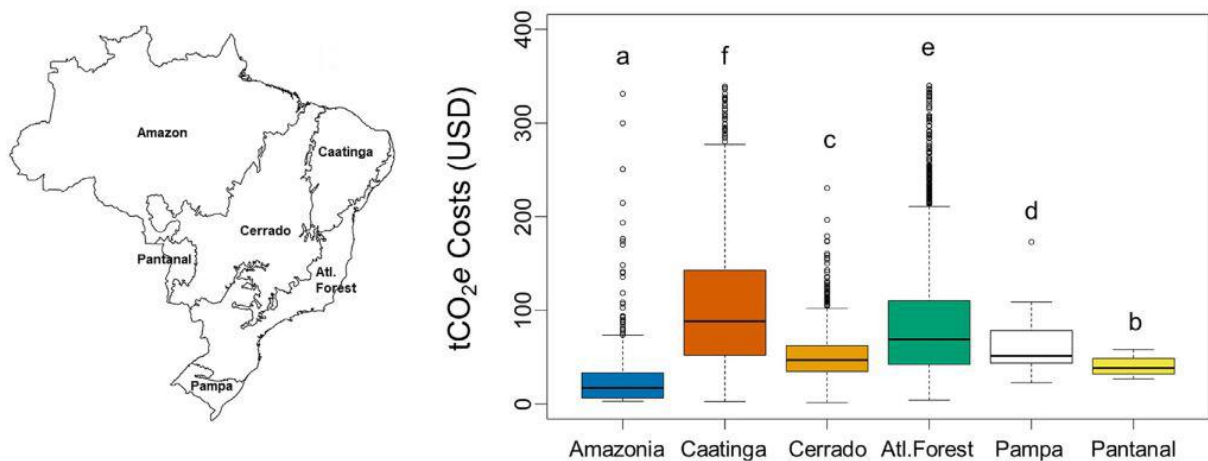 Amazon
Caatinga
Cerrado
Pantanal
Atl.
Forest
Pampa
tCO₂e Costs (USD)
400
300
200
100
0
a
f
c
e
d
b
Amazonia
Caatinga
Cerrado
Atl.Forest
Pampa
Pantanal